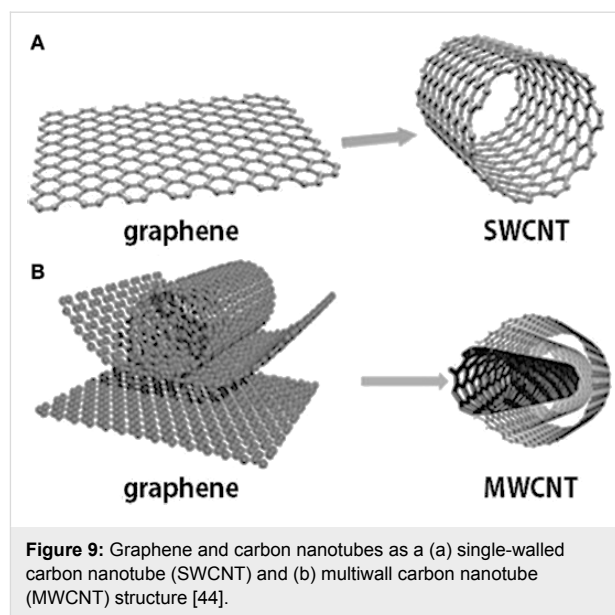 A
graphene
SWCNT
B
graphene
MWCNT
Figure 9: Graphene and carbon nanotubes as a (a) single-walled
carbon nanotube (SWCNT) and (b) multiwall carbon nanotube
(MWCNT) structure [44].